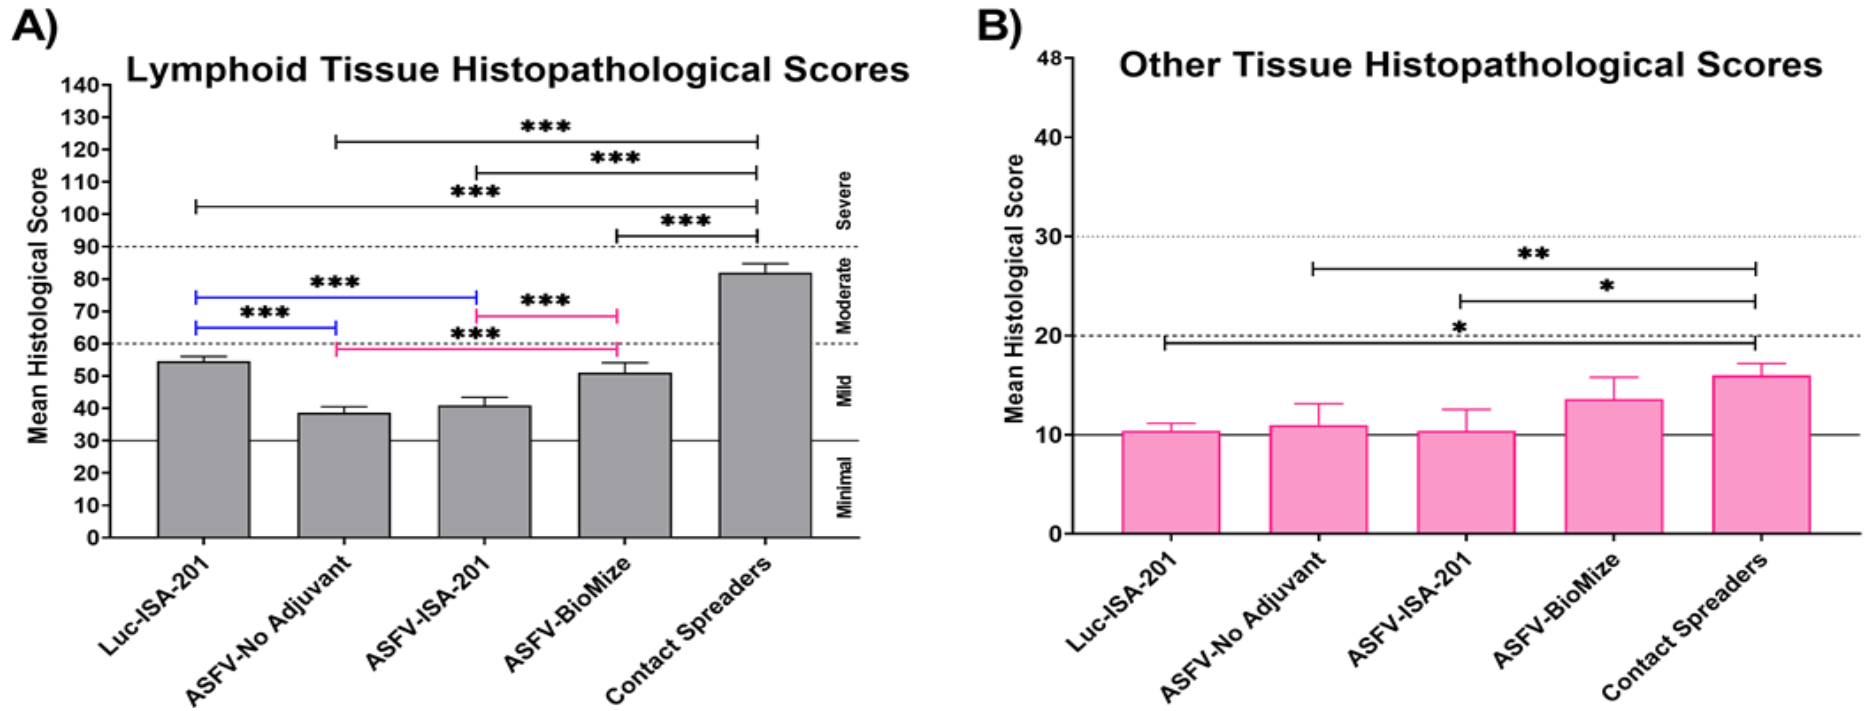 A)
Lymphoid Tissue Histopathological Scores
Mean Histological Score
140
130
120
110
100
90
80
70
60
50
40
30
20
10
0
***
***
***
***
***
***
***
***
Severe
Moderate
Mild
Minimal
Luc-ISA-201
ASFV-No Adjuvant
ASFV-ISA-201
ASFV-BioMize
Contact Spreaders
B)
Other Tissue Histopathological Scores
Mean Histological Score
48
40
30
20
10
0
**
*
*
Luc-ISA-201
ASFV-No Adjuvant
ASFV-ISA-201
ASFV-BioMize
Contact Spreaders